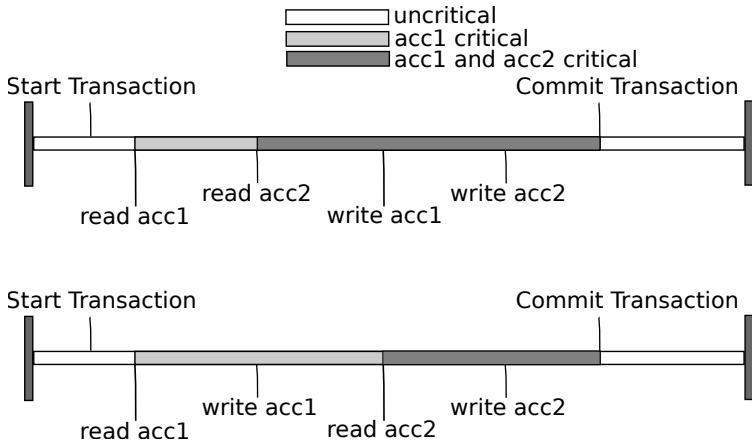 uncritical
acc1 critical
acc1 and acc2 critical
Start Transaction
Commit Transaction
read acc2
write acc2
read acc1
write acc1
Start Transaction
Commit Transaction
write acc1
write acc2
read acc1
read acc2